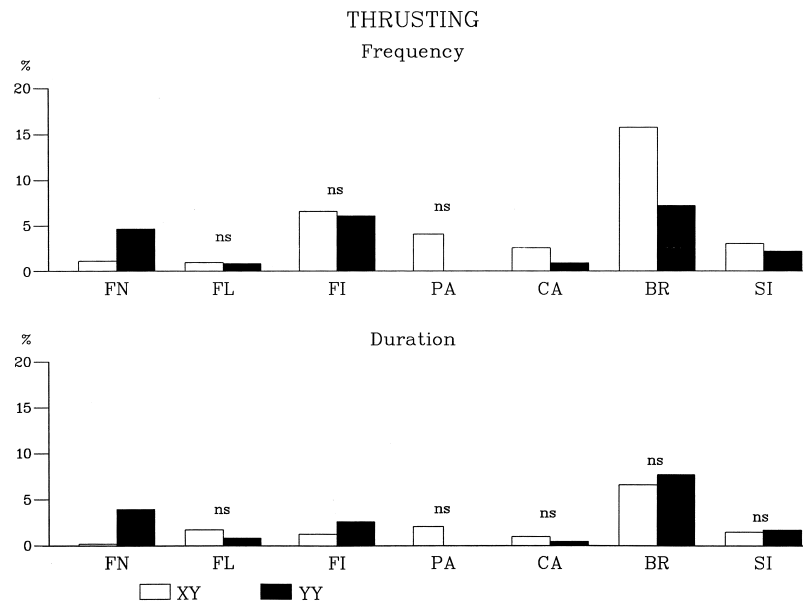 THRUSTING
Frequency
%
20
15
10
5
0
ns
ns
ns
FN FL FI PA CA BR SI
Duration
%
20
15
10
5
0
ns
ns
ns
ns
ns
FN FL FI PA CA BR SI
XY YY